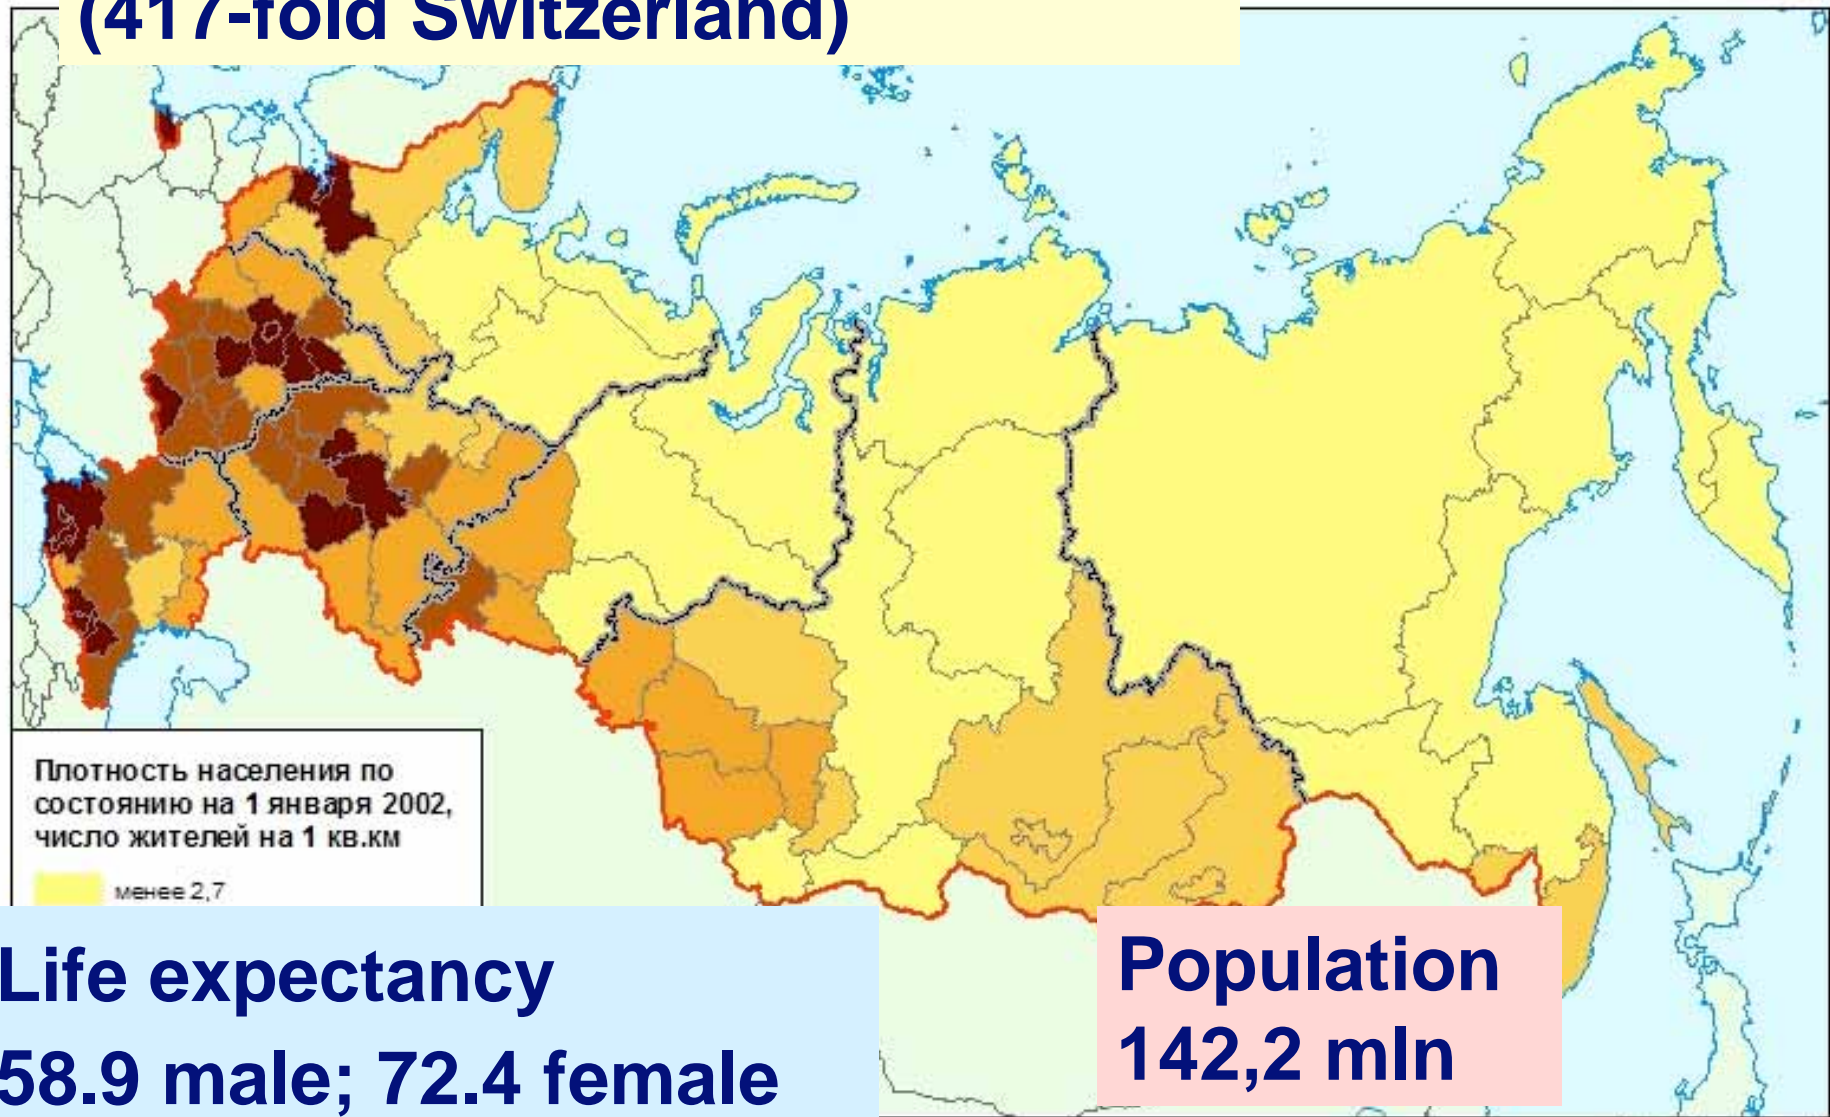 (417-fold Switzerland)
Плотность населения по
состоянию на 1 января 2002,
число жителей на 1 кв.км
менее 2,7
Life expectancy
58.9 male; 72.4 female
Population
142,2 mln